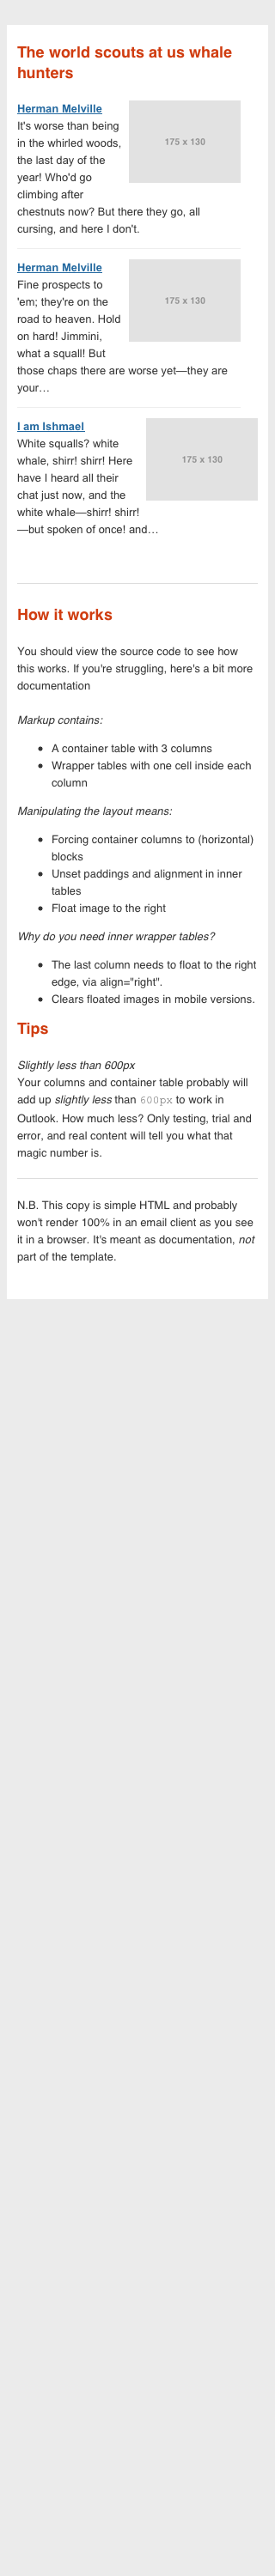 The world scouts at us whale
hunters
Herman Melville
175 x 130
It's worse than being
in the whirled woods,
the last day of the
year! Who'd go
climbing after
chestnuts now? But there they go, all
cursing, and here I don't.
Herman Melville
175 x 130
Fine prospects to
'em; they're on the
road to heaven. Hold
on hard! Jimmini,
what a squall! But
those chaps there are worse yet—they are
your…
I am Ishmael
175 x 130
White squalls? white
whale, shirr! shirr! Here
have I heard all their
chat just now, and the
white whale—shirr! shirr!
—but spoken of once! and…
How it works
You should view the source code to see how
this works. If you're struggling, here's a bit more
documentation
Markup contains:
• A container table with 3 columns
• Wrapper tables with one cell inside each
column
Manipulating the layout means:
• Forcing container columns to (horizontal)
blocks
• Unset paddings and alignment in inner
tables
• Float image to the right
Why do you need inner wrapper tables?
• The last column needs to float to the right
edge, via align="right".
• Clears floated images in mobile versions.
Tips
Slightly less than 600px
Your columns and container table probably will
add up slightly less than 600px to work in
Outlook. How much less? Only testing, trial and
error, and real content will tell you what that
magic number is.
N.B. This copy is simple HTML and probably
won't render 100% in an email client as you see
it in a browser. It's meant as documentation, not
part of the template.